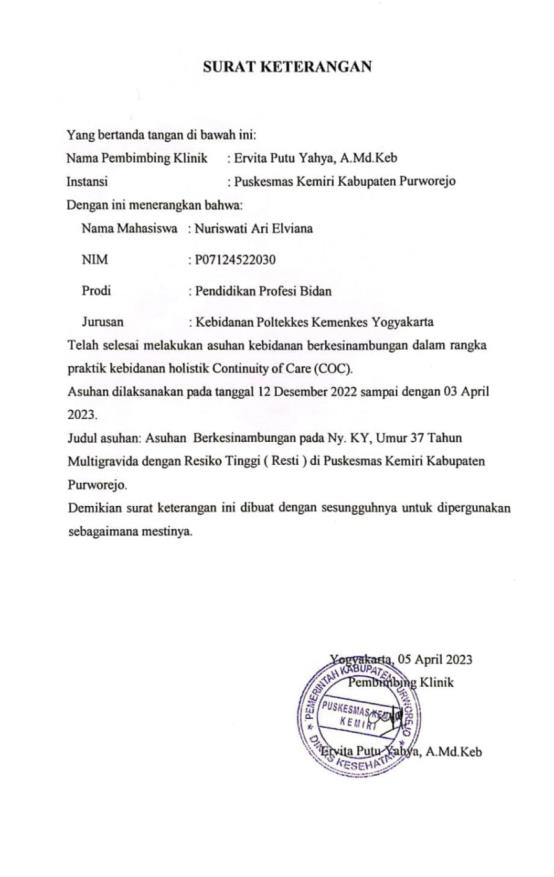 SURAT KETERANGAN
Yang bertanda tangan di bawah ini:
Nama Pembimbing Klinik : Ervita Putu Yahya, A.Md.Keb
Instansi : Puskesmas Kemiri Kabupaten Purworejo
Dengan ini menerangkan bahwa:
Nama Mahasiswa : Nuriswati Ari Elviana
NIM : P07124522030
Prodi : Pendidikan Profesi Bidan
Jurusan : Kebidanan Poltekkes Kemenkes Yogyakarta
Telah selesai melakukan asuhan kebidanan berkesinambungan dalam rangka
praktik kebidanan holistik Continuity of Care (COC).
Asuhan dilaksanakan pada tanggal 12 Desember 2022 sampai dengan 03 April
2023.
Judul asuhan: Asuhan Berkesinambungan pada Ny. KY, Umur 37 Tahun
Multigravida dengan Resiko Tinggi ( Resti ) di Puskesmas Kemiri Kabupaten
Purworejo.
Demikian surat keterangan ini dibuat dengan sesungguhnya untuk dipergunakan
sebagaimana mestinya.
Yogyakarta, 05 April 2023
Pembimbing Klinik
PEMERINTAH KABUPATEN PURWOREJO
PUSKESMAS KEMIRI
KEMIRI
DINAS KESEHATAN
Ervita Putu Yahya, A.Md.Keb